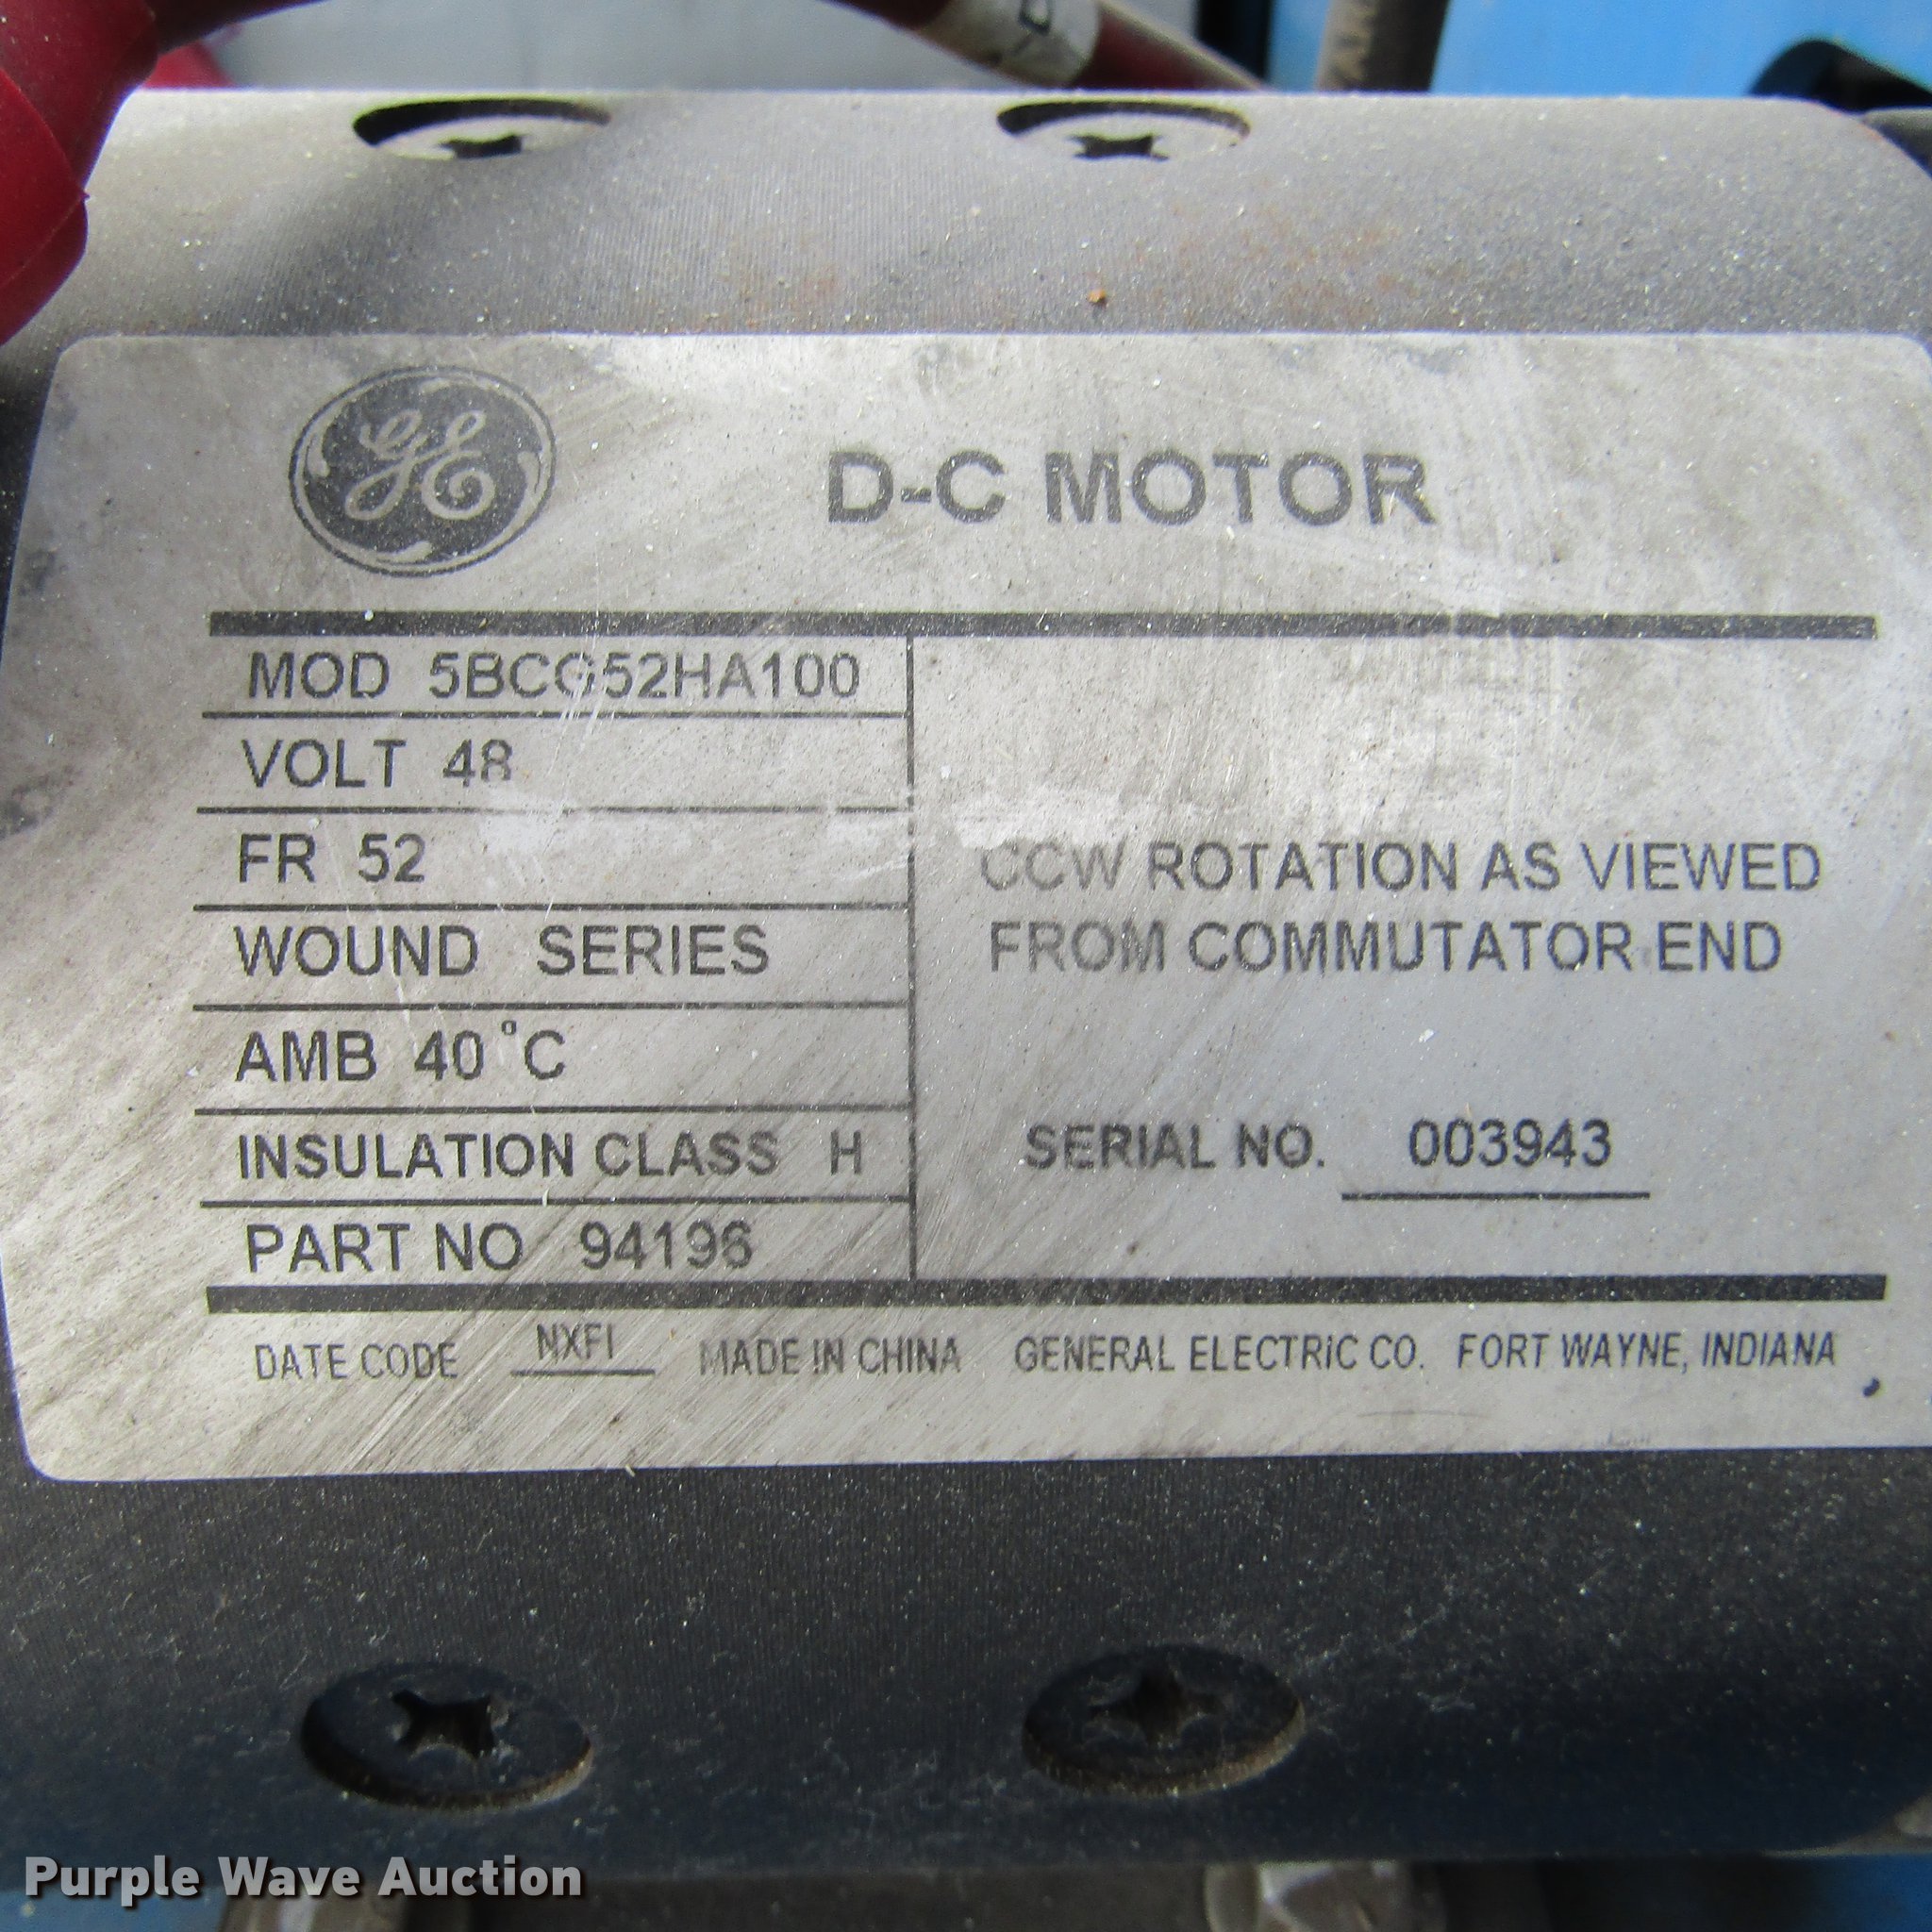 GE
D-C MOTOR
MOD 5BCG52HA100
VOLT 48
FR 52
WOUND SERIES
AMB 40°C
INSULATION CLASS H
PART NO 94196
CCW ROTATION AS VIEWED
FROM COMMUTATOR END
SERIAL NO. 003943
DATE CODE NXFI MADE IN CHINA GENERAL ELECTRIC CO. FORT WAYNE, INDIANA
Purple Wave Auction